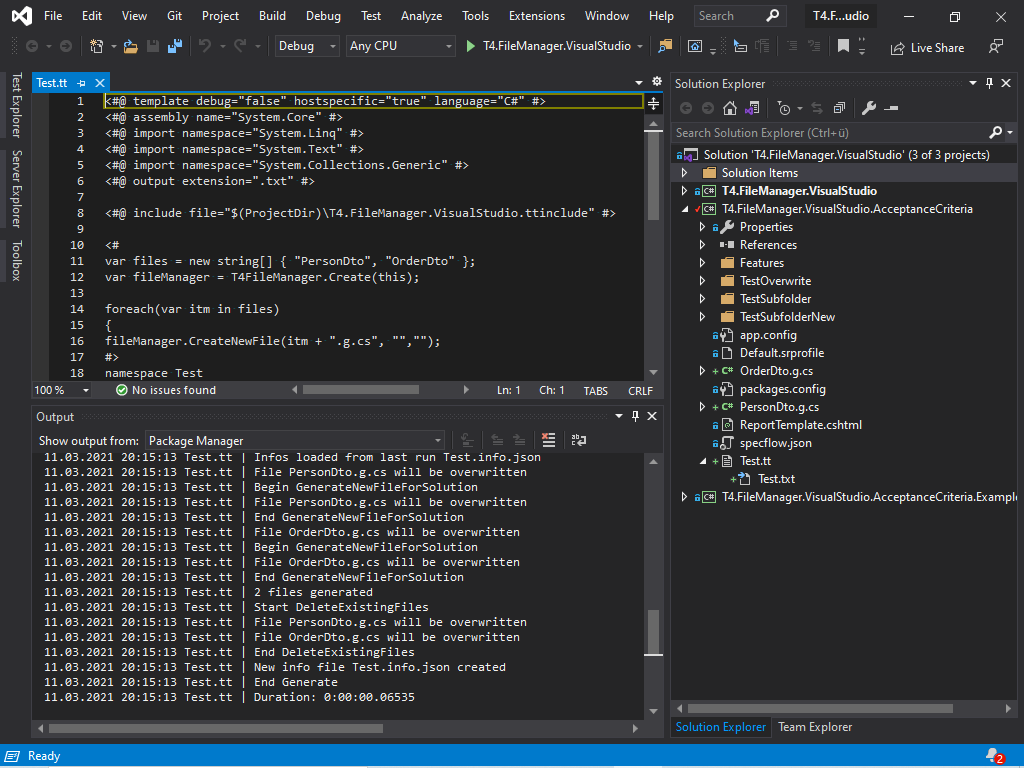 File Edit View Git Project Build Debug Test Analyze Tools Extensions Window Help Search T4.F...udio
Debug Any CPU T4.FileManager.VisualStudio Live Share
Test Explorer
Server Explorer
Toolbox
Test.tt
1 <#@ template debug="false" hostspecific="true" language="C#" #>
2 <#@ assembly name="System.Core" #>
3 <#@ import namespace="System.Linq" #>
4 <#@ import namespace="System.Text" #>
5 <#@ import namespace="System.Collections.Generic" #>
6 <#@ output extension=".txt" #>
7
8 <#@ include file="$(ProjectDir)\T4.FileManager.VisualStudio.ttinclude" #>
9
10 <#
11 var files = new string[] { "PersonDto", "OrderDto" };
12 var fileManager = T4FileManager.Create(this);
13
14 foreach(var itm in files)
15 {
16 fileManager.CreateNewFile(itm + ".g.cs", "","");
17 #>
18 namespace Test
100 % No issues found Ln: 1 Ch: 1 TABS CRLF
Output
Show output from: Package Manager
11.03.2021 20:15:13 Test.tt | Infos loaded from last run Test.info.json
11.03.2021 20:15:13 Test.tt | File PersonDto.g.cs will be overwritten
11.03.2021 20:15:13 Test.tt | Begin GenerateNewFileForSolution
11.03.2021 20:15:13 Test.tt | File PersonDto.g.cs will be overwritten
11.03.2021 20:15:13 Test.tt | End GenerateNewFileForSolution
11.03.2021 20:15:13 Test.tt | File OrderDto.g.cs will be overwritten
11.03.2021 20:15:13 Test.tt | Begin GenerateNewFileForSolution
11.03.2021 20:15:13 Test.tt | File OrderDto.g.cs will be overwritten
11.03.2021 20:15:13 Test.tt | End GenerateNewFileForSolution
11.03.2021 20:15:13 Test.tt | 2 files generated
11.03.2021 20:15:13 Test.tt | Start DeleteExistingFiles
11.03.2021 20:15:13 Test.tt | File PersonDto.g.cs will be overwritten
11.03.2021 20:15:13 Test.tt | File OrderDto.g.cs will be overwritten
11.03.2021 20:15:13 Test.tt | End DeleteExistingFiles
11.03.2021 20:15:13 Test.tt | New info file Test.info.json created
11.03.2021 20:15:13 Test.tt | End Generate
11.03.2021 20:15:13 Test.tt | Duration: 0:00:00.06535
Solution Explorer
Search Solution Explorer (Ctrl+ü)
Solution 'T4.FileManager.VisualStudio' (3 of 3 projects)
Solution Items
C# T4.FileManager.VisualStudio
C# T4.FileManager.VisualStudio.AcceptanceCriteria
Properties
References
Features
TestOverwrite
TestSubfolder
TestSubfolderNew
app.config
Default.srprofile
C# OrderDto.g.cs
packages.config
C# PersonDto.g.cs
ReportTemplate.cshtml
specflow.json
Test.tt
Test.txt
C# T4.FileManager.VisualStudio.AcceptanceCriteria.Example
Solution Explorer Team Explorer
Ready 2